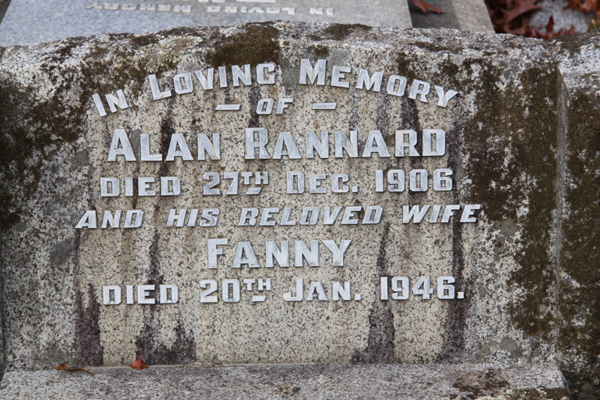 IN LOVING MEMORY
OF
ALAN RANNARD
DIED 27TH DEC. 1906
AND HIS BELOVED WIFE
FANNY
DIED 20TH JAN. 1946.